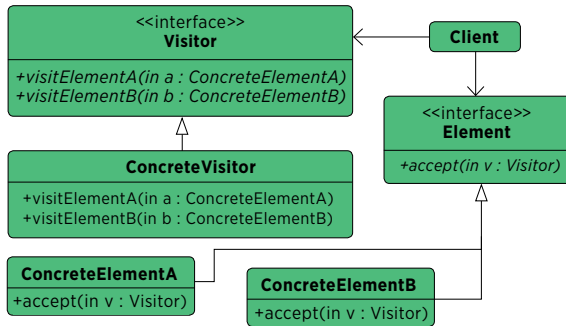 <<interface>>
Visitor
+visitElementA(in a : ConcreteElementA)
+visitElementB(in b : ConcreteElementB)
Client
<<interface>>
Element
+accept(in v : Visitor)
ConcreteVisitor
+visitElementA(in a : ConcreteElementA)
+visitElementB(in b : ConcreteElementB)
ConcreteElementA
+accept(in v : Visitor)
ConcreteElementB
+accept(in v : Visitor)